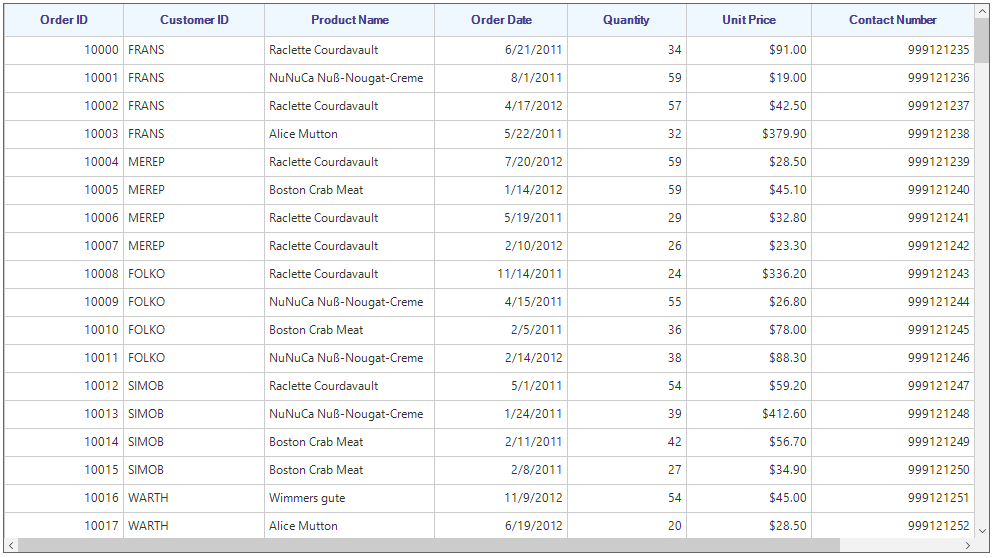 Order ID Customer ID Product Name Order Date Quantity Unit Price Contact Number
10000 FRANS Raclette Courdavault 6/21/2011 34 $91.00 999121235
10001 FRANS NuNuCa Nuß-Nougat-Creme 8/1/2011 59 $19.00 999121236
10002 FRANS Raclette Courdavault 4/17/2012 57 $42.50 999121237
10003 FRANS Alice Mutton 5/22/2011 32 $379.90 999121238
10004 MEREP Raclette Courdavault 7/20/2012 59 $28.50 999121239
10005 MEREP Boston Crab Meat 1/14/2012 59 $45.10 999121240
10006 MEREP Raclette Courdavault 5/19/2011 29 $32.80 999121241
10007 MEREP Raclette Courdavault 2/10/2012 26 $23.30 999121242
10008 FOLKO Raclette Courdavault 11/14/2011 24 $336.20 999121243
10009 FOLKO NuNuCa Nuß-Nougat-Creme 4/15/2011 55 $26.80 999121244
10010 FOLKO Boston Crab Meat 2/5/2011 36 $78.00 999121245
10011 FOLKO NuNuCa Nuß-Nougat-Creme 2/14/2012 38 $88.30 999121246
10012 SIMOB Raclette Courdavault 5/1/2011 54 $59.20 999121247
10013 SIMOB NuNuCa Nuß-Nougat-Creme 1/24/2011 39 $412.60 999121248
10014 SIMOB Boston Crab Meat 2/11/2011 42 $56.70 999121249
10015 SIMOB Boston Crab Meat 2/8/2011 27 $34.90 999121250
10016 WARTH Wimmers gute 11/9/2012 54 $45.00 999121251
10017 WARTH Alice Mutton 6/19/2012 20 $28.50 999121252